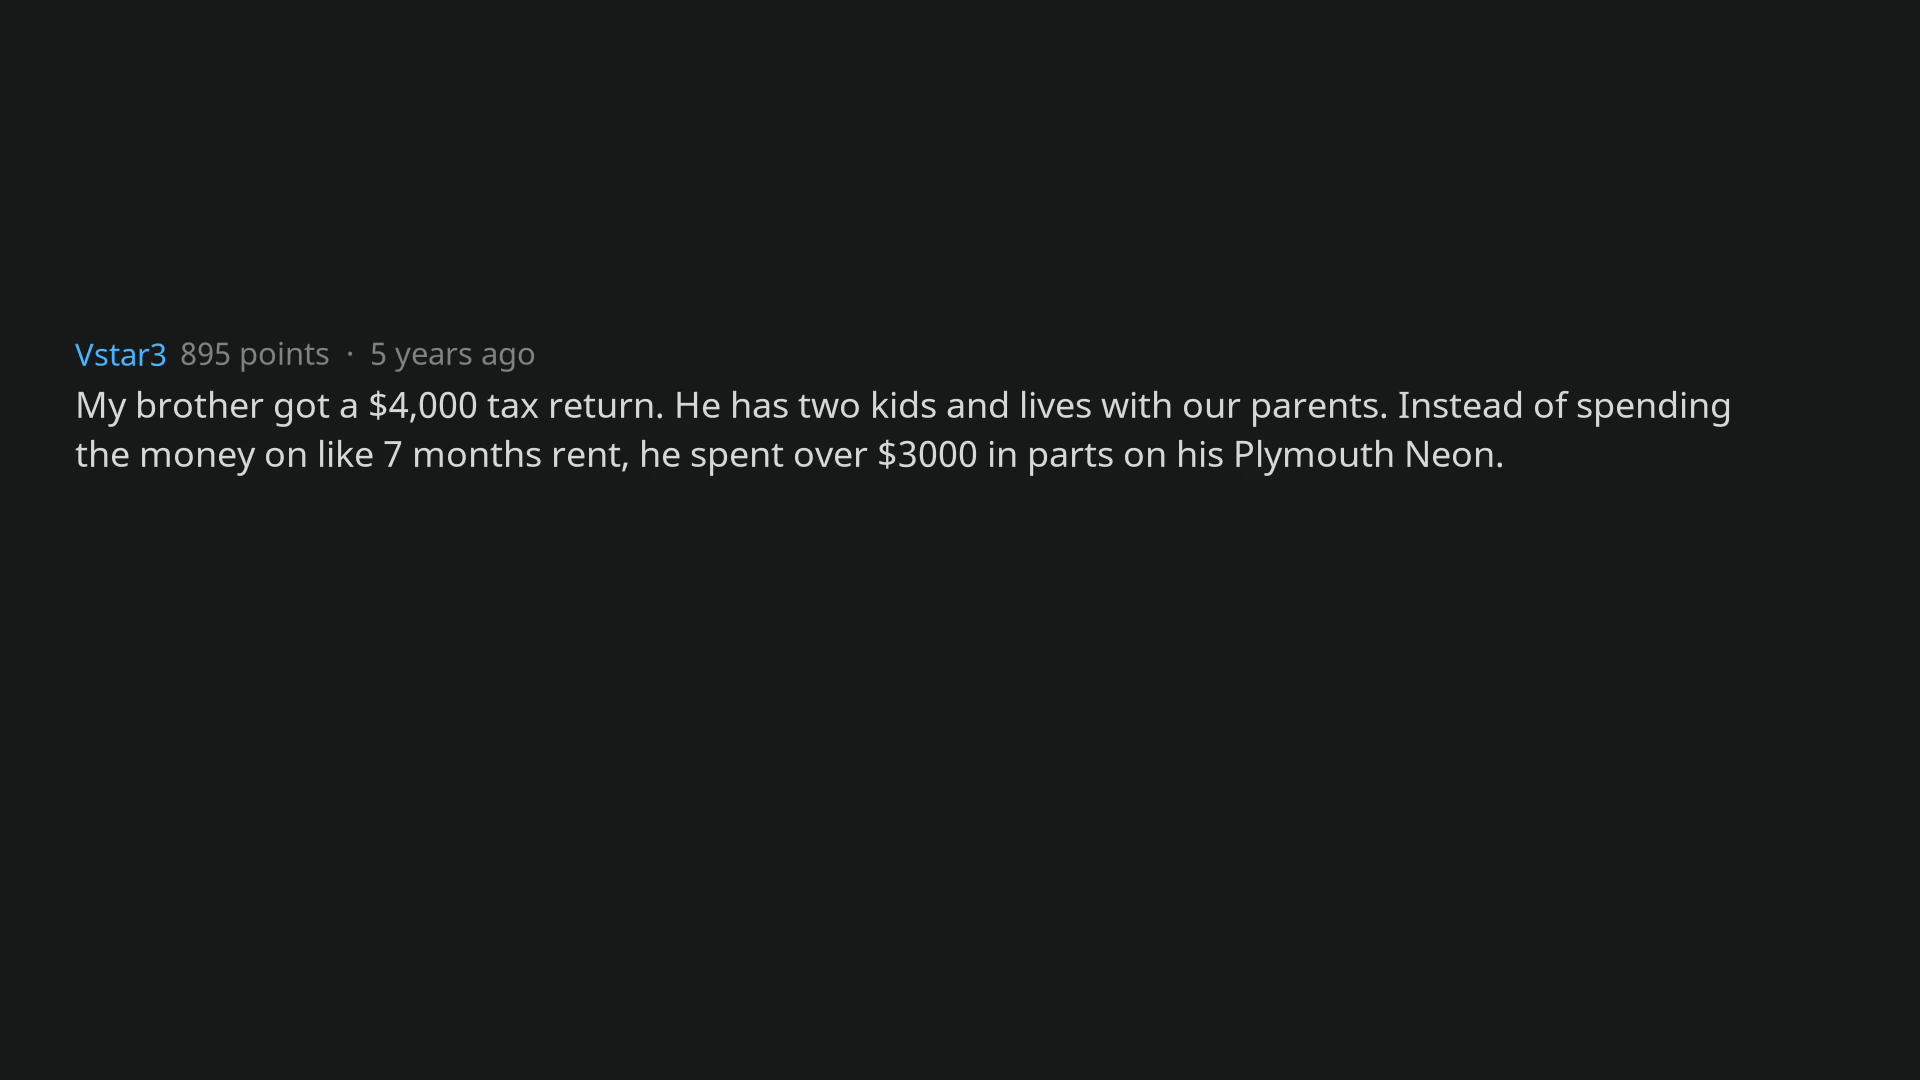 Vstar3 895 points · 5 years ago
My brother got a $4,000 tax return. He has two kids and lives with our parents. Instead of spending
the money on like 7 months rent, he spent over $3000 in parts on his Plymouth Neon.